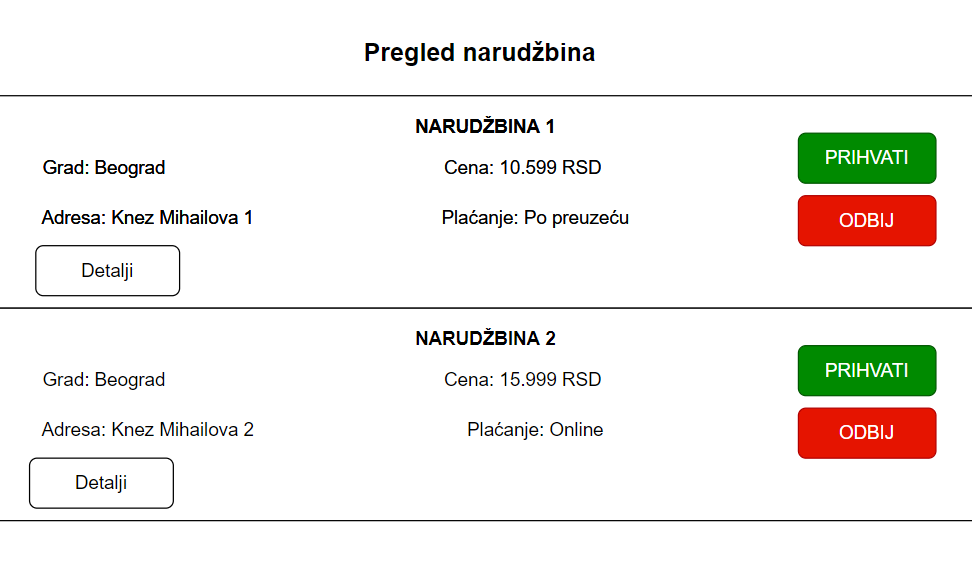 Pregled narudžbina
NARUDŽBINA 1
Grad: Beograd
Cena: 10.599 RSD
PRIHVATI
Adresa: Knez Mihailova 1
Plaćanje: Po preuzeću
ODBIJ
Detalji
NARUDŽBINA 2
Grad: Beograd
Cena: 15.999 RSD
PRIHVATI
Adresa: Knez Mihailova 2
Plaćanje: Online
ODBIJ
Detalji